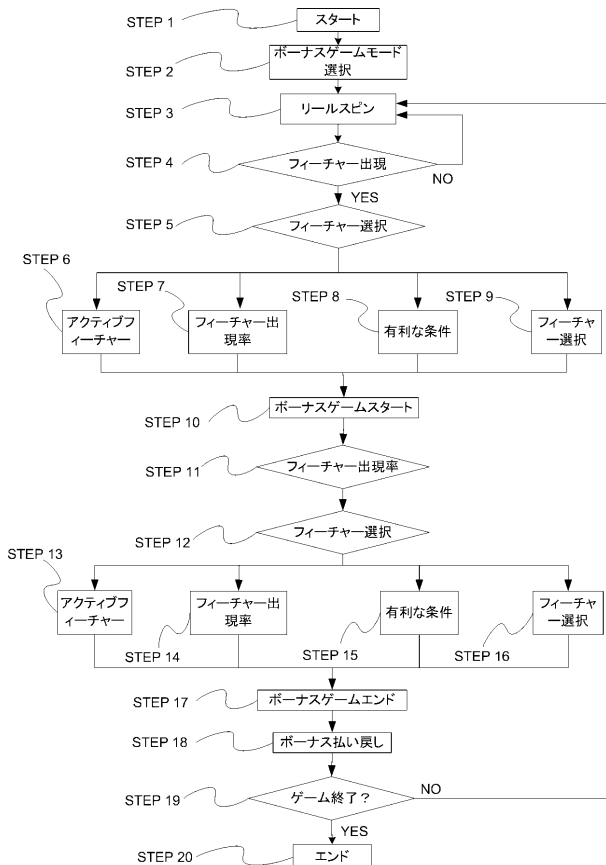 STEP 1
スタート
STEP 2
ボーナスゲームモード
選択
STEP 3
リールスピン
STEP 4
フィーチャー出現
NO
YES
STEP 5
フィーチャー選択
STEP 6
アクティブフ
ィーチャー
STEP 7
フィーチャー出
現率
STEP 8
有利な条件
STEP 9
フィーチャ
ー選択
STEP 10
ボーナスゲームスタート
STEP 11
フィーチャー出現率
STEP 12
フィーチャー選択
STEP 13
アクティブフ
ィーチャー
STEP 14
フィーチャー出
現率
STEP 15
有利な条件
STEP 16
フィーチャ
ー選択
STEP 17
ボーナスゲームエンド
STEP 18
ボーナス払い戻し
STEP 19
ゲーム終了?
NO
YES
STEP 20
エンド